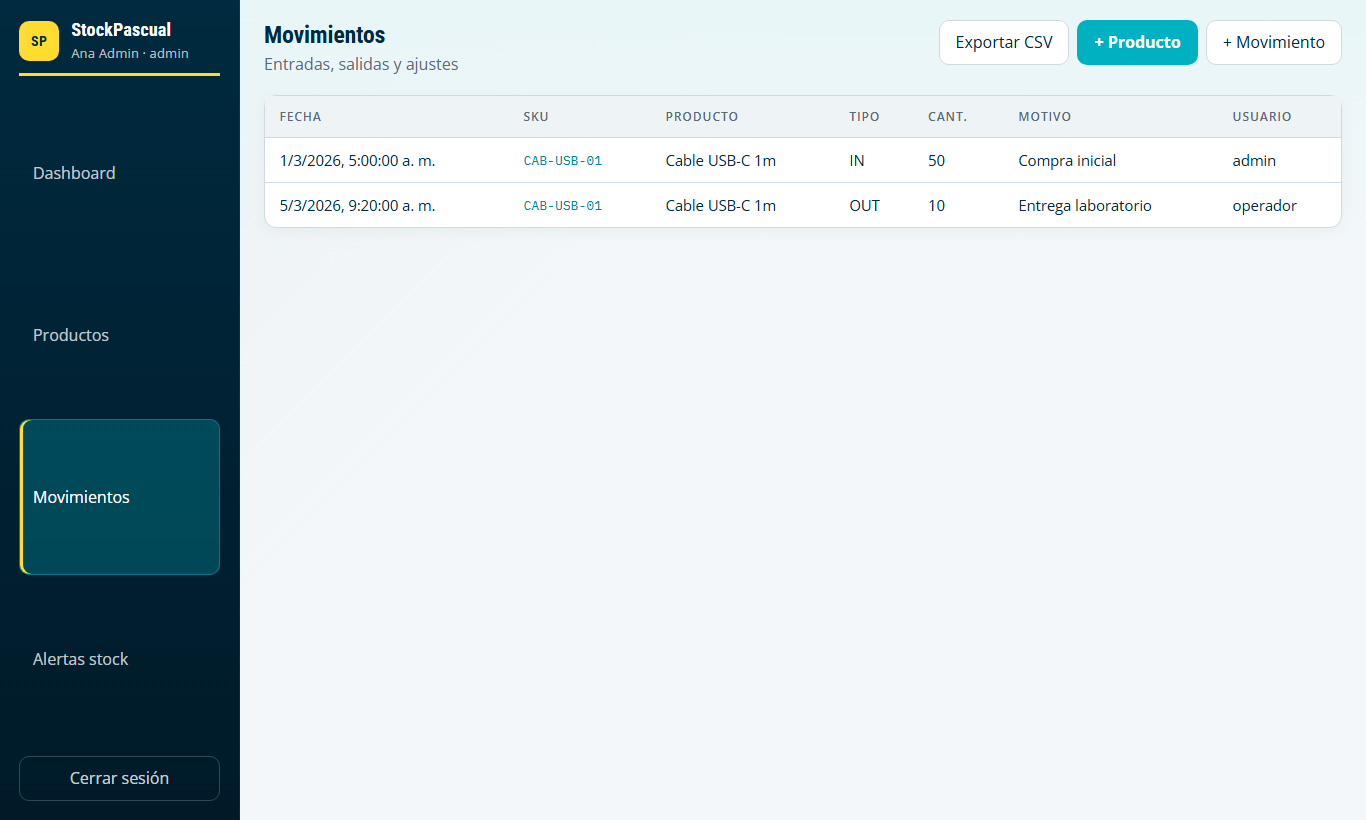 SP
StockPascual
Ana Admin · admin
Dashboard
Productos
Movimientos
Alertas stock
Cerrar sesión
Movimientos
Entradas, salidas y ajustes
Exportar CSV
+ Producto
+ Movimiento
FECHA SKU PRODUCTO TIPO CANT. MOTIVO USUARIO
1/3/2026, 5:00:00 a. m. CAB-USB-01 Cable USB-C 1m IN 50 Compra inicial admin
5/3/2026, 9:20:00 a. m. CAB-USB-01 Cable USB-C 1m OUT 10 Entrega laboratorio operador